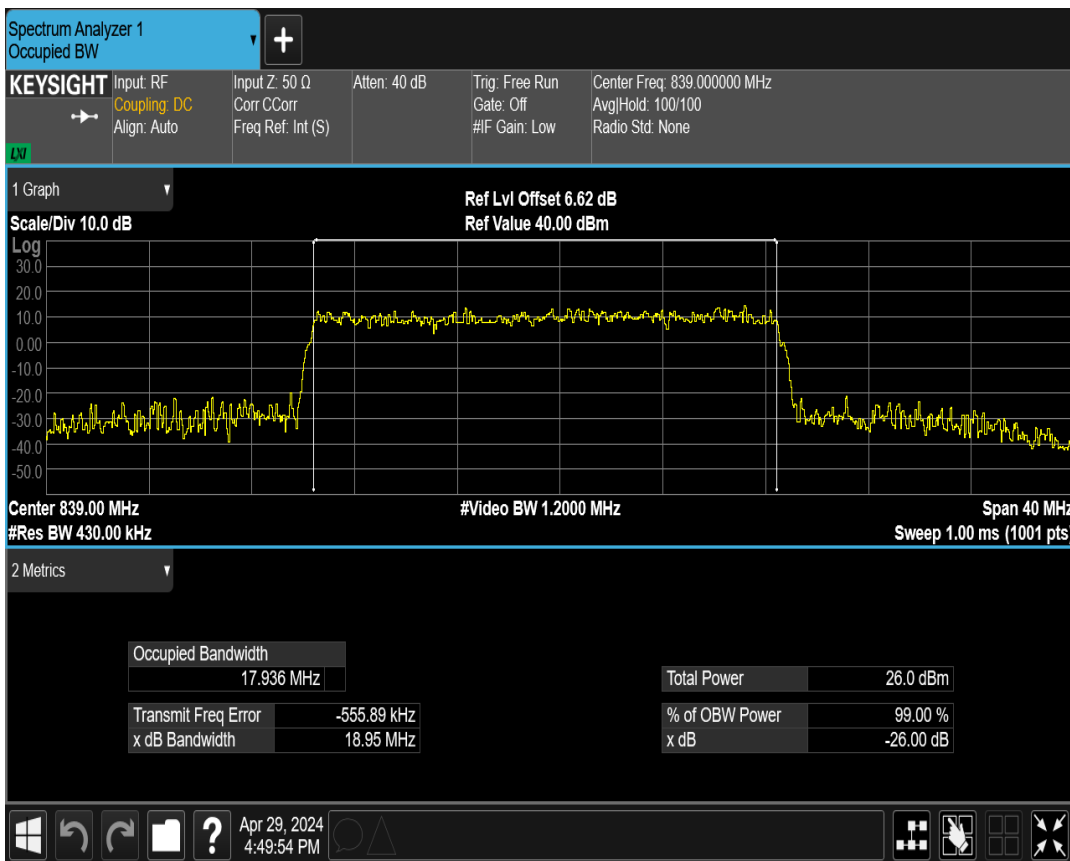 Spectrum Analyzer 1
Occupied BW
KEYSIGHT
LXI
Input: RF
Coupling: DC
Align: Auto
Input Z: 50 Ω
Corr CCorr
Freq Ref: Int (S)
Atten: 40 dB
Trig: Free Run
Gate: Off
#IF Gain: Low
Center Freq: 839.000000 MHz
Avg|Hold: 100/100
Radio Std: None
1 Graph
Scale/Div 10.0 dB
Ref Lvl Offset 6.62 dB
Ref Value 40.00 dBm
Log
30.0
20.0
10.0
0.00
-10.0
-20.0
-30.0
-40.0
-50.0
Center 839.00 MHz
#Res BW 430.00 kHz
#Video BW 1.2000 MHz
Span 40 MHz
Sweep 1.00 ms (1001 pts)
2 Metrics
Occupied Bandwidth
17.936 MHz
Transmit Freq Error -555.89 kHz
x dB Bandwidth 18.95 MHz
Total Power 26.0 dBm
% of OBW Power 99.00 %
x dB -26.00 dB
?
Apr 29, 2024
4:49:54 PM